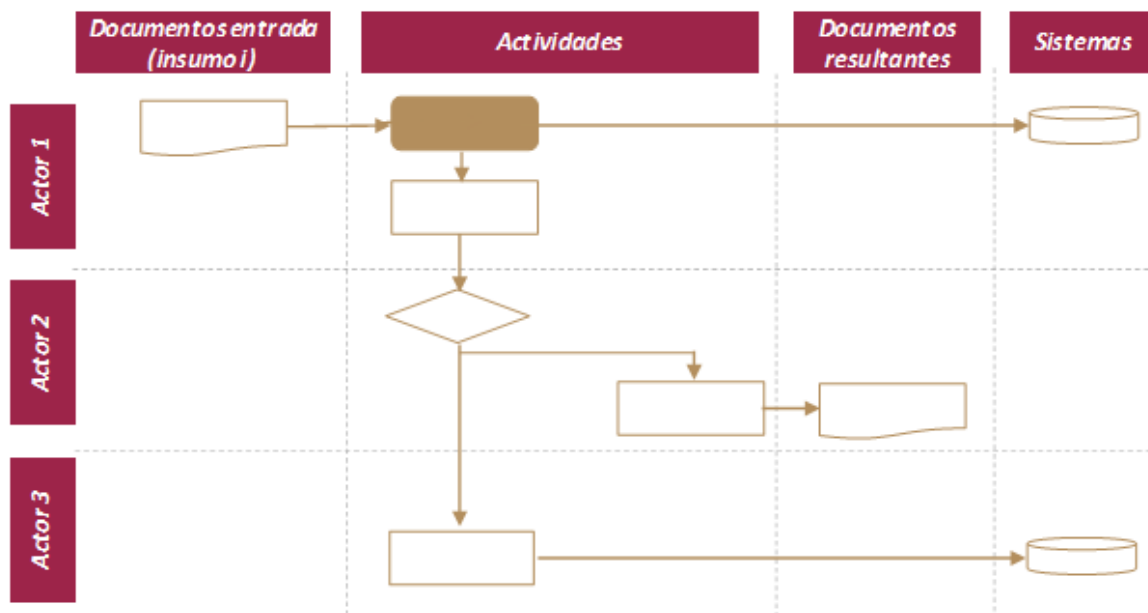 Documentos entrada
(insumo i)
Actividades
Documentos
resultantes
Sistemas
Actor 1
Actor 2
Actor 3